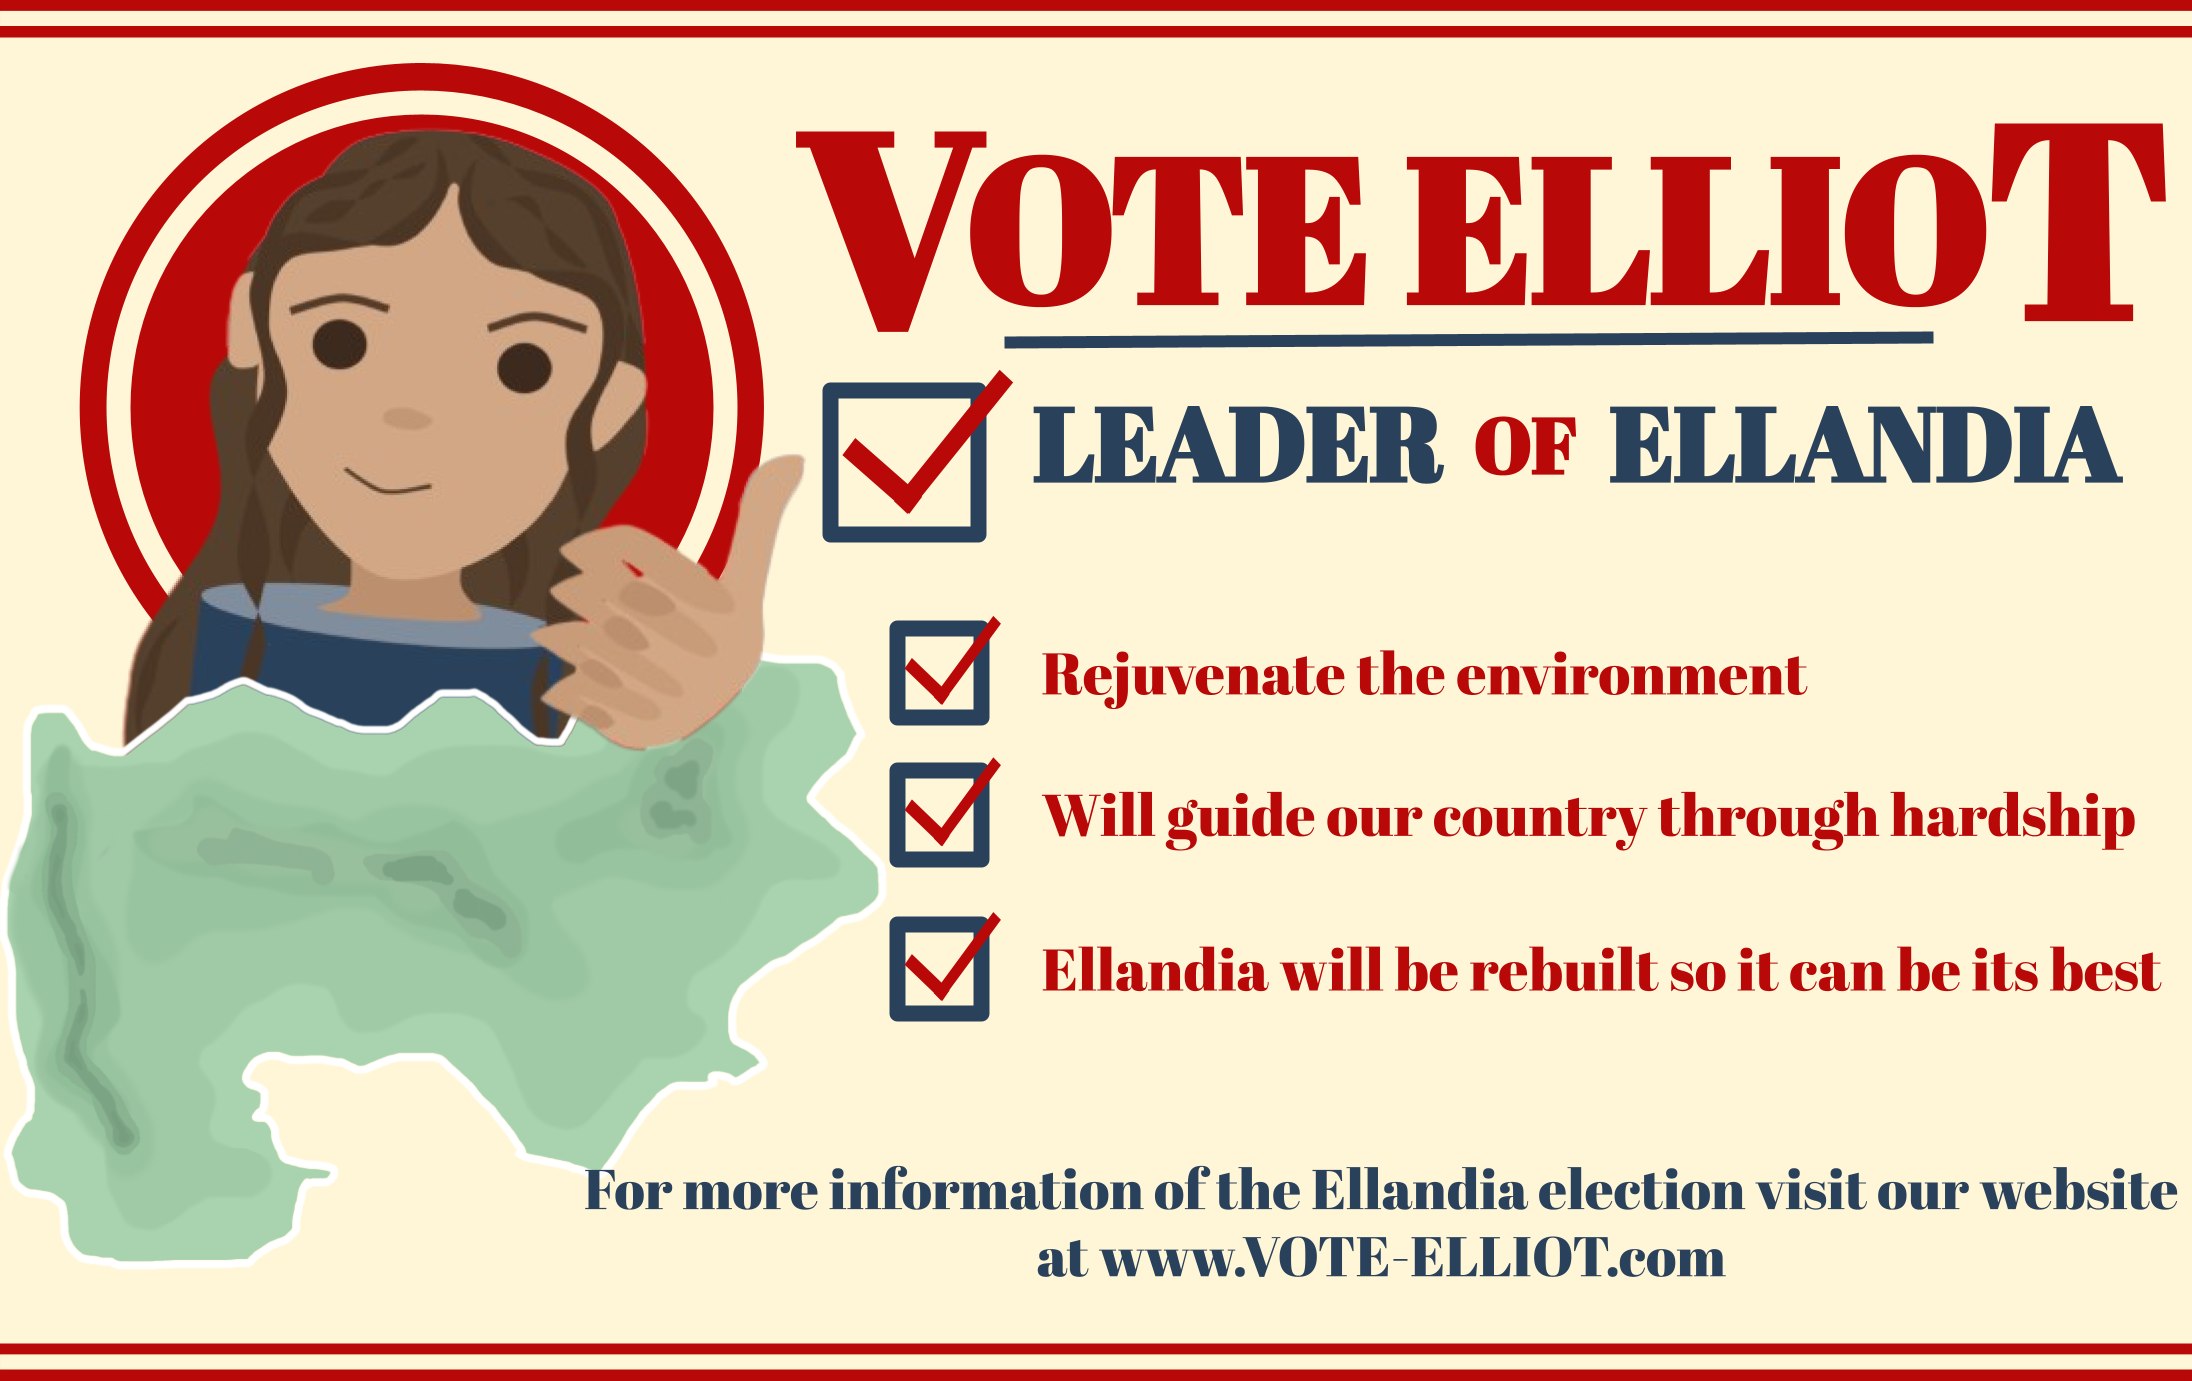 VOTE ELLIOT
LEADER OF ELLANDIA
Rejuvenate the environment
Will guide our country through hardship
Ellandia will be rebuilt so it can be its best
For more information of the Ellandia election visit our website
at www.VOTE-ELLIOT.com